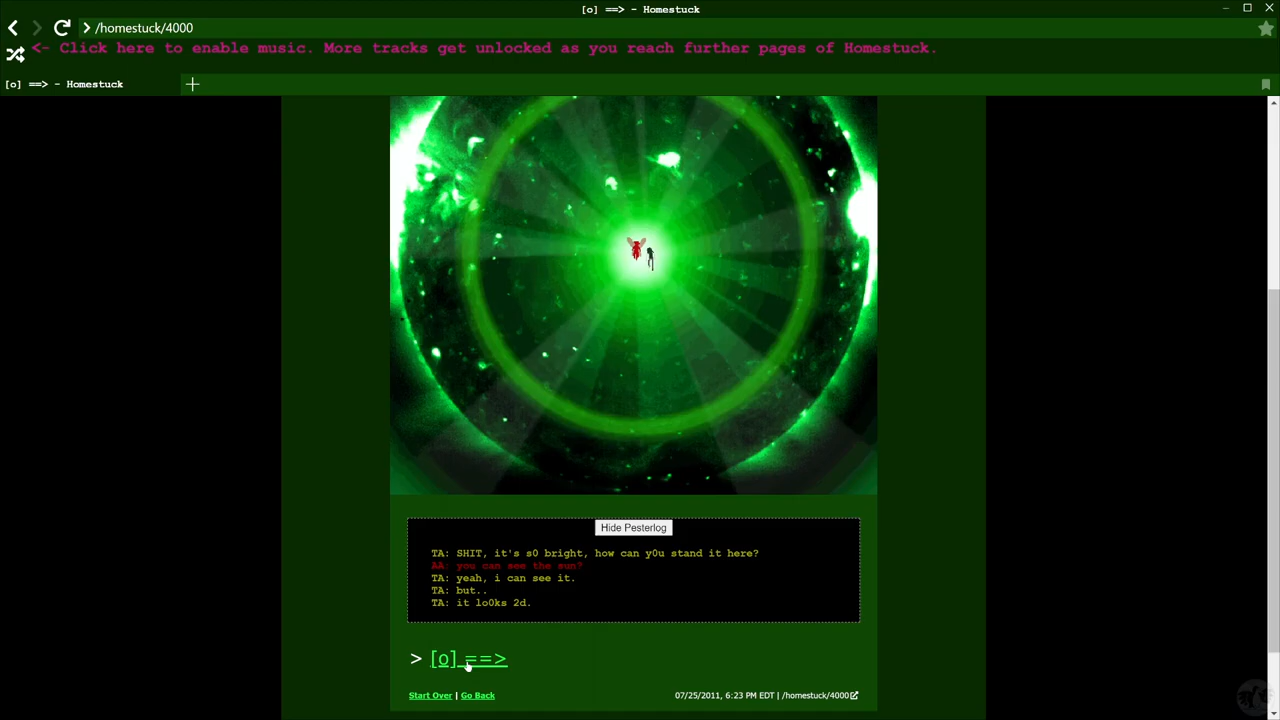 [o] ==> - Homestuck
/homestuck/4000
<- Click here to enable music. More tracks get unlocked as you reach further pages of Homestuck.
[o] ==> - Homestuck
Hide Pesterlog
TA: SHIT, it's s0 bright, how can y0u stand it here?
AA: you can see the sun?
TA: yeah, i can see it.
TA: but..
TA: it lo0ks 2d.
> [o] ==>
Start Over | Go Back
07/25/2011, 6:23 PM EDT | /homestuck/4000